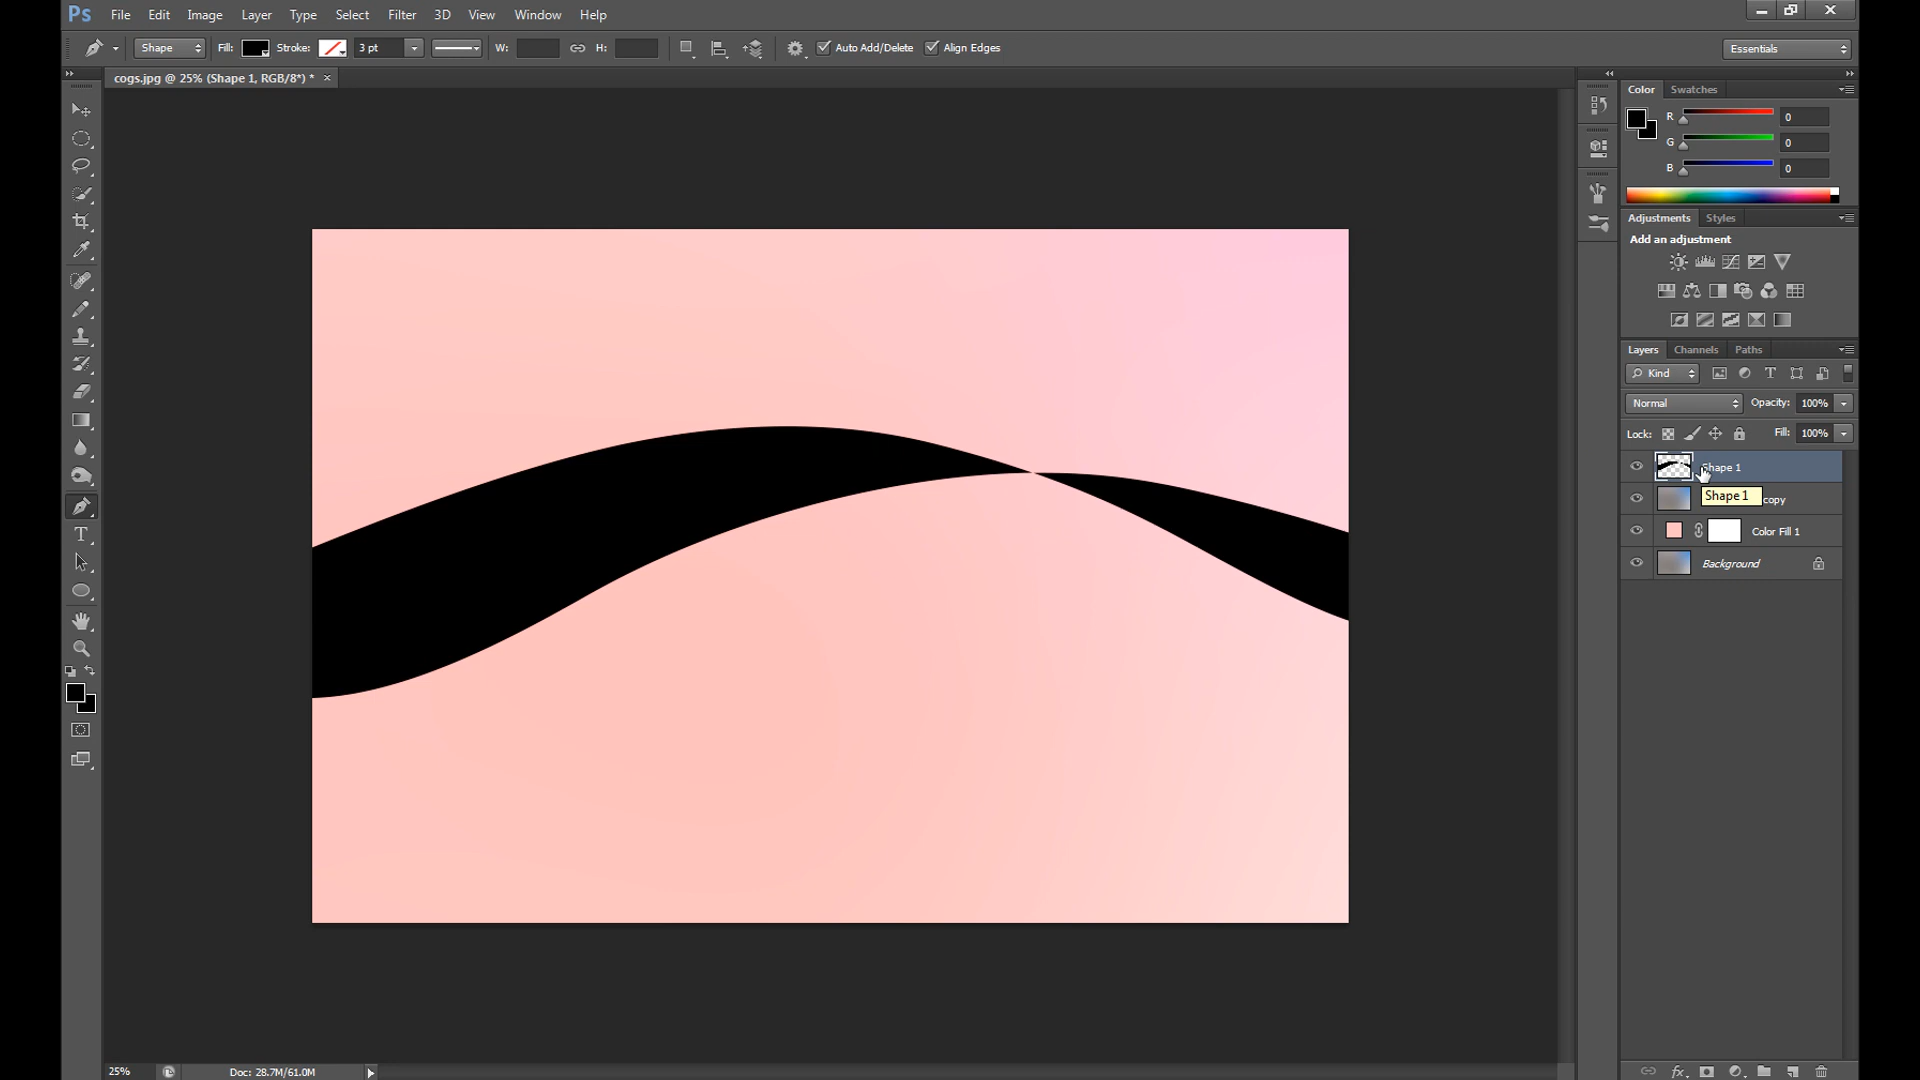 Ps File Edit Image Layer Type Select Filter 3D View Window Help
Shape Fill: Stroke: 3 pt W: H: Auto Add/Delete Align Edges Essentials
cogs.jpg @ 25% (Shape 1, RGB/8*) * ×
Color Swatches
R 0
G 0
B 0
Adjustments Styles
Add an adjustment
Layers Channels Paths
Kind
Normal Opacity: 100%
Lock: Fill: 100%
Shape 1
Shape 1 copy
Color Fill 1
Background
25% Doc: 28.7M/61.0M